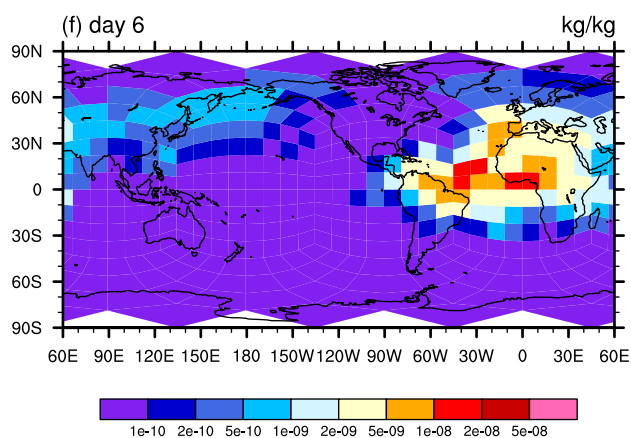 (f) day 6 kg/kg
90N
60N
30N
0
30S
60S
90S
60E 90E 120E 150E 180 150W 120W 90W 60W 30W 0 30E 60E
1e-10 2e-10 5e-10 1e-09 2e-09 5e-09 1e-08 2e-08 5e-08